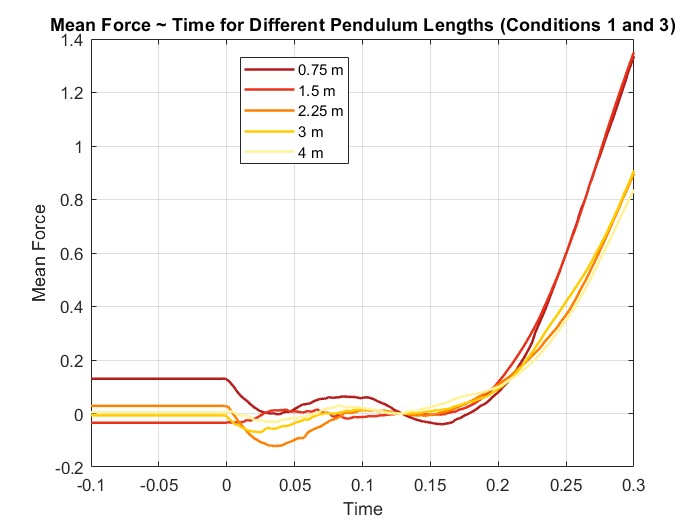 Mean Force ~ Time for Different Pendulum Lengths (Conditions 1 and 3)
1.4
1.2
1
0.8
0.6
0.4
0.2
0
-0.2
Mean Force
0.75 m
1.5 m
2.25 m
3 m
4 m
-0.1 -0.05 0 0.05 0.1 0.15 0.2 0.25 0.3
Time